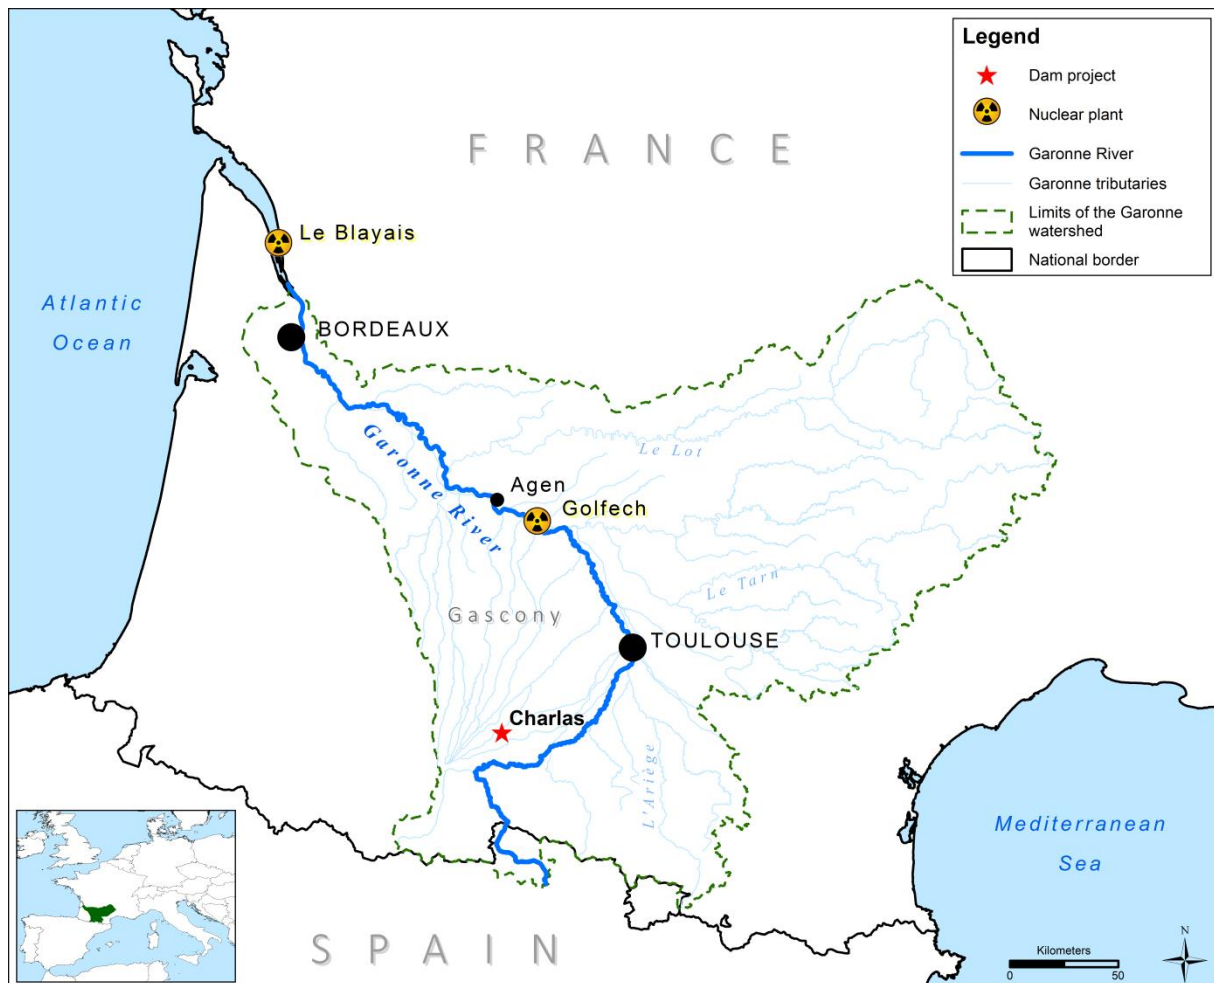 Legend
Dam project
Nuclear plant
Garonne River
Garonne tributaries
Limits of the Garonne
watershed
National border
FRANCE
Le Blayais
Atlantic
Ocean
BORDEAUX
Garonne River
Le Lot
Agen
Golfech
Le Tarn
Gascony
TOULOUSE
Charlas
L'Ariège
Mediterranean
Sea
SPAIN
N
Kilometers
0 50